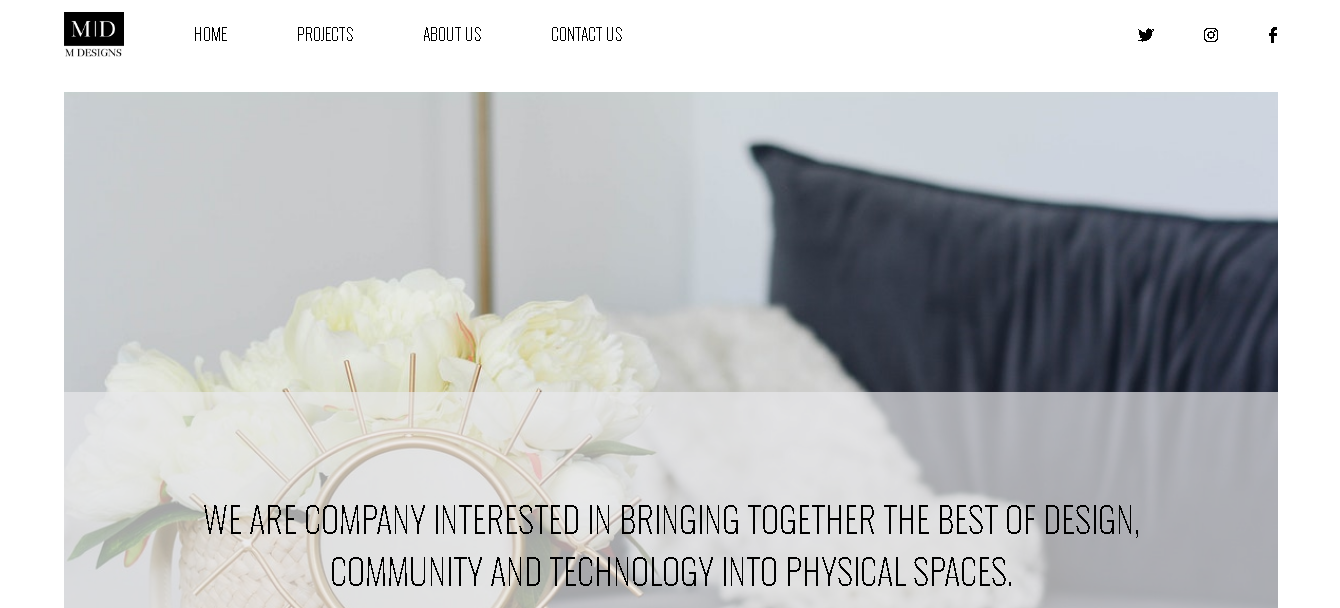 M|D
M DESIGNS
HOME
PROJECTS
ABOUT US
CONTACT US
WE ARE COMPANY INTERESTED IN BRINGING TOGETHER THE BEST OF DESIGN,
COMMUNITY AND TECHNOLOGY INTO PHYSICAL SPACES.